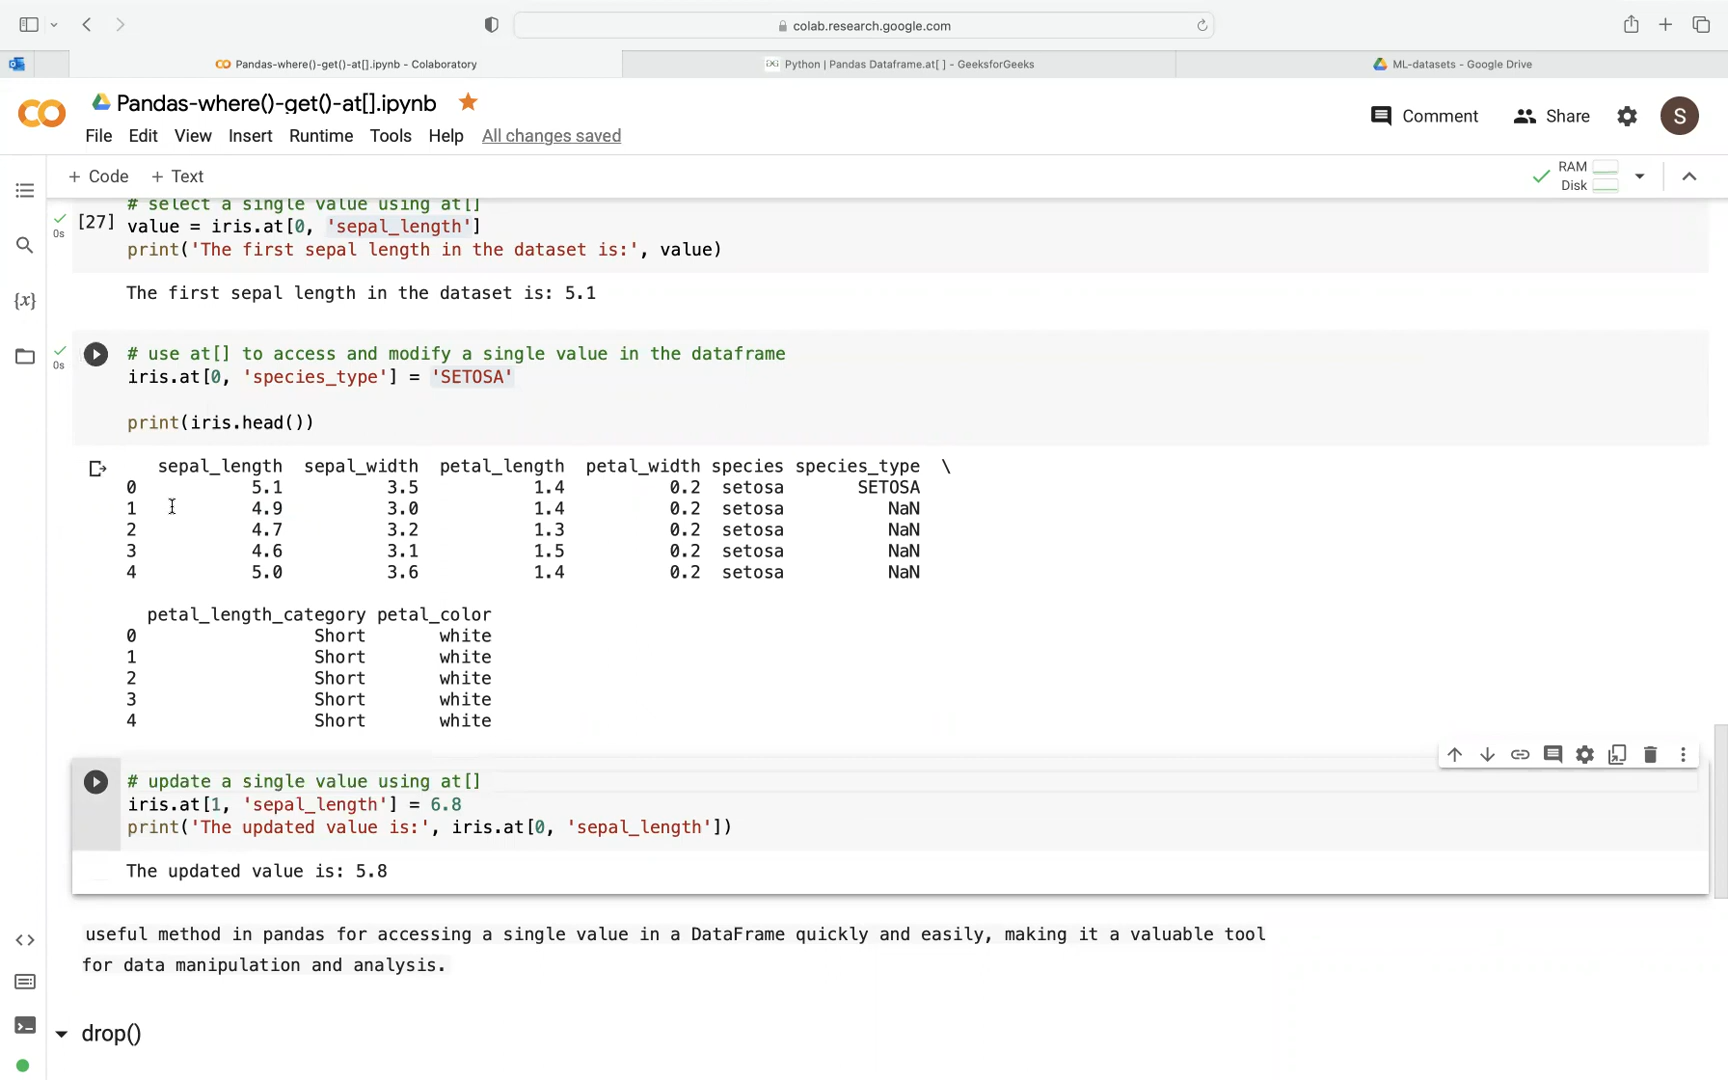 colab.research.google.com
Pandas-where()-get()-at[].ipynb - Colaboratory
Python | Pandas Dataframe.at[ ] - GeeksforGeeks
ML-datasets - Google Drive
Pandas-where()-get()-at[].ipynb
Comment
Share
S
File Edit View Insert Runtime Tools Help All changes saved
+ Code + Text
RAM
Disk
# select a single value using at[]
[27] value = iris.at[0, 'sepal_length']
0s
print('The first sepal length in the dataset is:', value)
The first sepal length in the dataset is: 5.1
# use at[] to access and modify a single value in the dataframe
0s
iris.at[0, 'species_type'] = 'SETOSA'
print(iris.head())
sepal_length sepal_width petal_length petal_width species species_type \
0 5.1 3.5 1.4 0.2 setosa SETOSA
1 4.9 3.0 1.4 0.2 setosa NaN
2 4.7 3.2 1.3 0.2 setosa NaN
3 4.6 3.1 1.5 0.2 setosa NaN
4 5.0 3.6 1.4 0.2 setosa NaN
petal_length_category petal_color
0 Short white
1 Short white
2 Short white
3 Short white
4 Short white
# update a single value using at[]
iris.at[1, 'sepal_length'] = 6.8
print('The updated value is:', iris.at[0, 'sepal_length'])
The updated value is: 5.8
useful method in pandas for accessing a single value in a DataFrame quickly and easily, making it a valuable tool
for data manipulation and analysis.
drop()